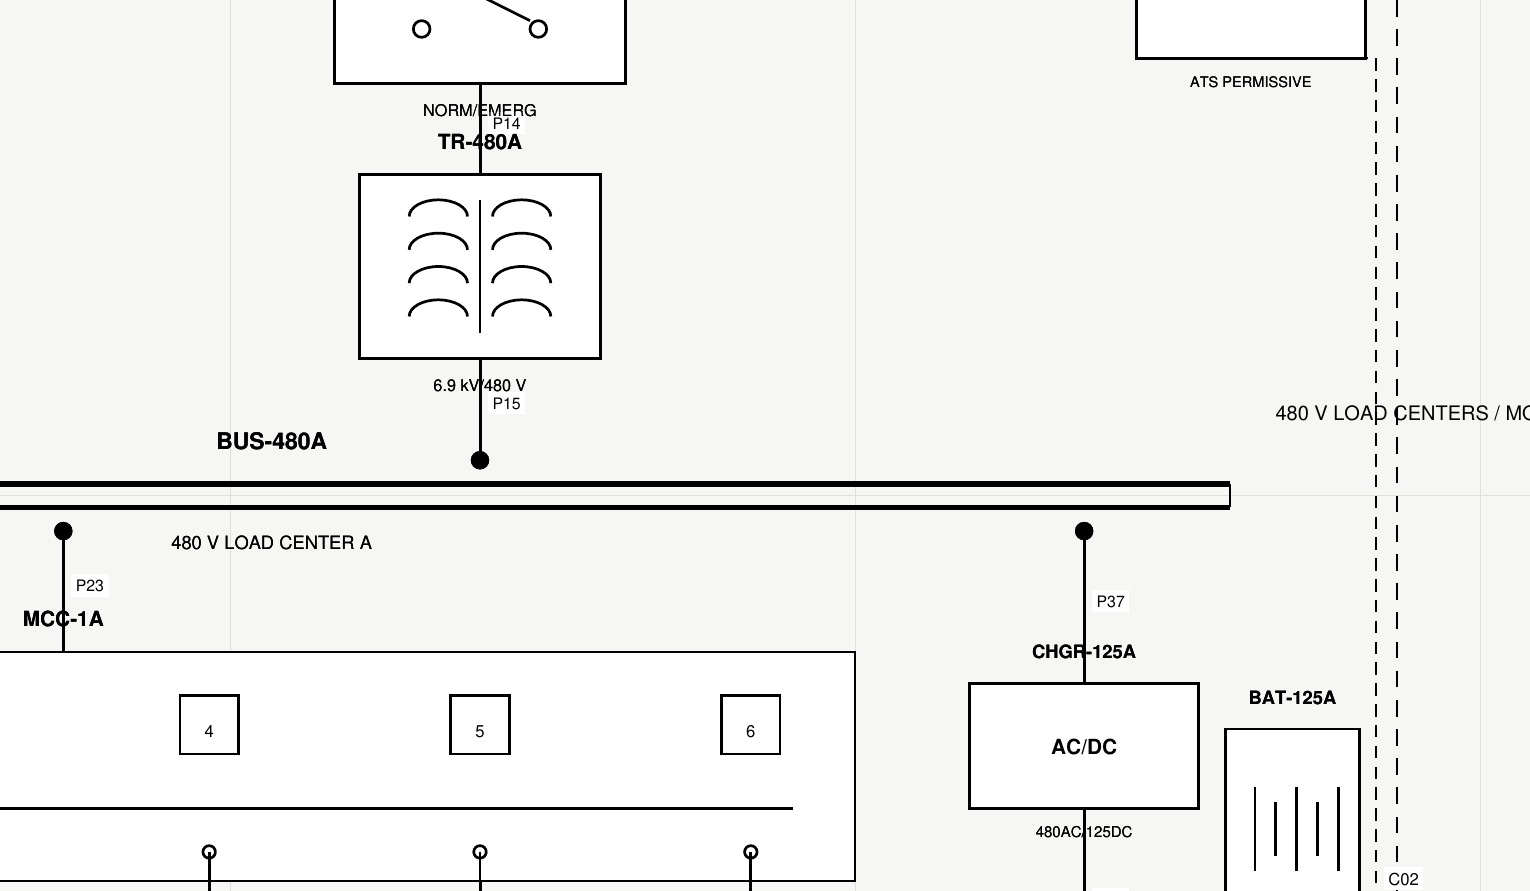 ATS PERMISSIVE
NORM/EMERG
P14
TR-480A
6.9 kV/480 V
P15
480 V LOAD CENTERS / MC
BUS-480A
480 V LOAD CENTER A
P23
P37
MCC-1A
CHGR-125A
BAT-125A
4
5
6
AC/DC
480AC/125DC
C02